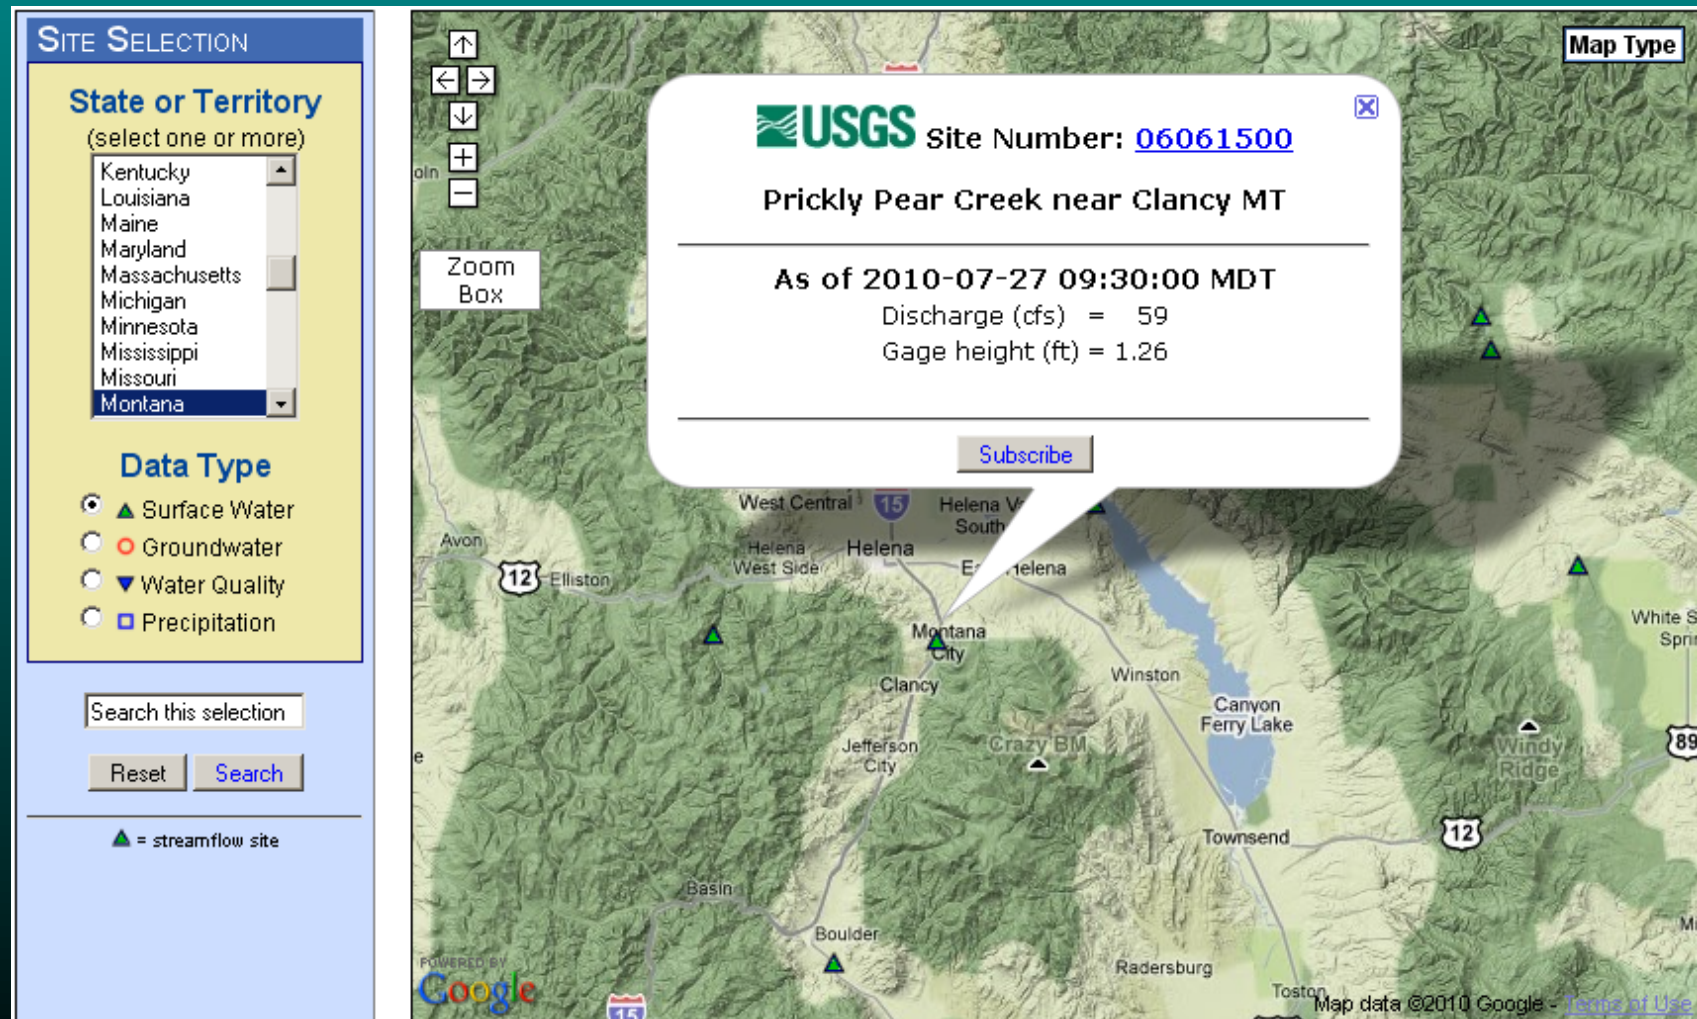 SITE SELECTION
State or Territory
(select one or more)
Kentucky
Louisiana
Maine
Maryland
Massachusetts
Michigan
Minnesota
Mississippi
Missouri
Montana
Data Type
Surface Water
Groundwater
Water Quality
Precipitation
Search this selection
Reset
Search
= streamflow site
Map Type
Zoom
Box
USGS Site Number: 06061500
Prickly Pear Creek near Clancy MT
As of 2010-07-27 09:30:00 MDT
Discharge (cfs) = 59
Gage height (ft) = 1.26
Subscribe
West Central
15
Helena
South
Avon
Helena
West Side
Helena
Helena
12
Elliston
Montana
City
Clancy
Winston
White S
Canyon
Ferry Lake
Jefferson
City
Crazy BM
Windy
Ridge
89
Townsend
12
Basin
Boulder
Radersburg
Toston
15
POWERED BY
Google
Map data ©2010 Google - Terms of Use